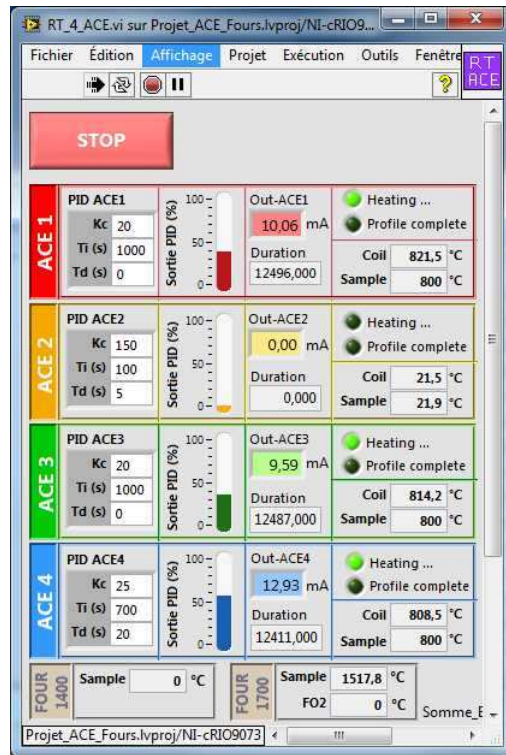 RT_4_ACE.vi sur Projet_ACE_Fours.lvproj/NI-cRIO9...
Fichier Édition Affichage Projet Exécution Outils Fenêtre
RT
ACE
STOP
ACE 1
PID ACE1
Kc 20
Ti (s) 1000
Td (s) 0
Sortie PID (%)
100
50
0
Out-ACE1
10,06 mA
Duration
12496,000
Heating ...
Profile complete
Coil 821,5 °C
Sample 800 °C
ACE 2
PID ACE2
Kc 150
Ti (s) 100
Td (s) 5
Sortie PID (%)
100
50
0
Out-ACE2
0,00 mA
Duration
0,000
Heating ...
Profile complete
Coil 21,5 °C
Sample 21,9 °C
ACE 3
PID ACE3
Kc 20
Ti (s) 1000
Td (s) 0
Sortie PID (%)
100
50
0
Out-ACE3
9,59 mA
Duration
12487,000
Heating ...
Profile complete
Coil 814,2 °C
Sample 800 °C
ACE 4
PID ACE4
Kc 25
Ti (s) 700
Td (s) 20
Sortie PID (%)
100
50
0
Out-ACE4
12,93 mA
Duration
12411,000
Heating ...
Profile complete
Coil 808,5 °C
Sample 800 °C
FOUR
1400
Sample 0 °C
FOUR
1700
Sample 1517,8 °C
FO2 0 °C
Somme_E
Projet_ACE_Fours.lvproj/NI-cRIO9073